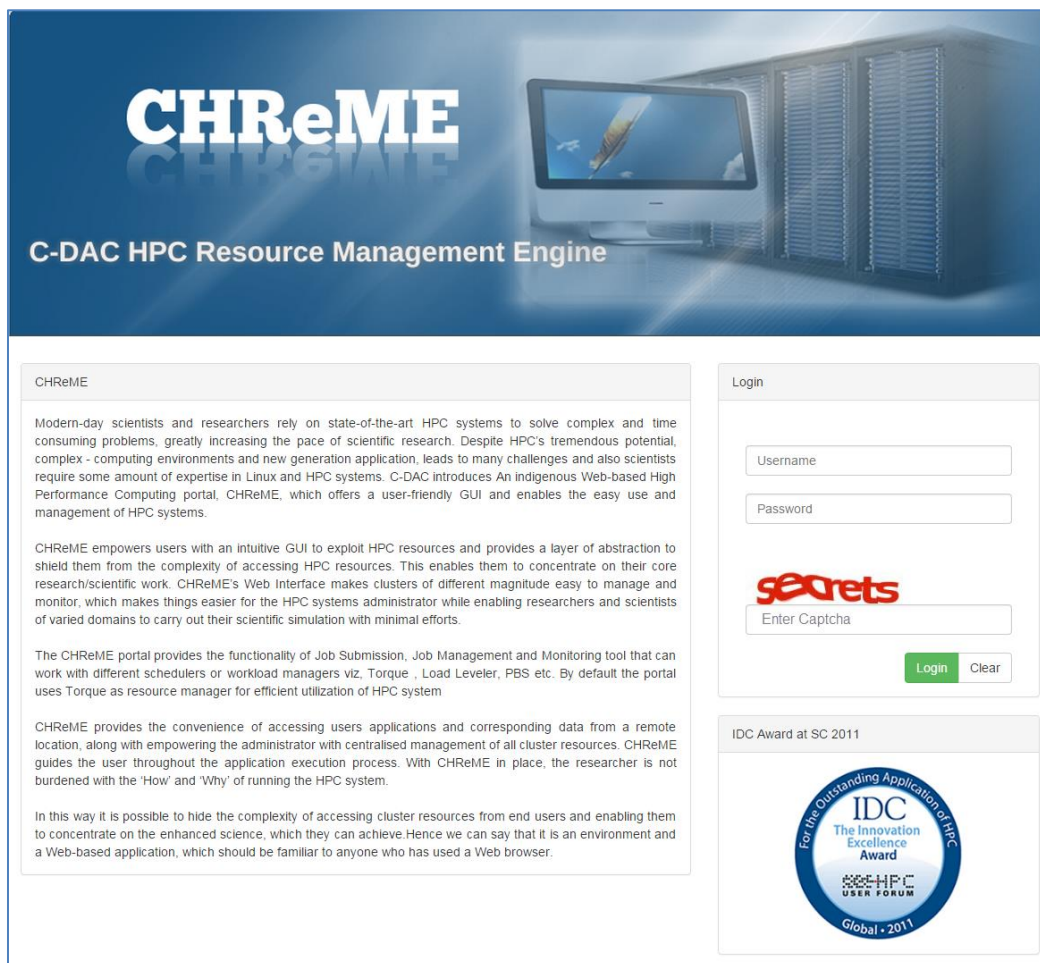 CHReME
C-DAC HPC Resource Management Engine
CHReME
Modern-day scientists and researchers rely on state-of-the-art HPC systems to solve complex and time
consuming problems, greatly increasing the pace of scientific research. Despite HPC's tremendous potential,
complex - computing environments and new generation application, leads to many challenges and also scientists
require some amount of expertise in Linux and HPC systems. C-DAC introduces An indigenous Web-based High
Performance Computing portal, CHReME, which offers a user-friendly GUI and enables the easy use and
management of HPC systems.
CHReME empowers users with an intuitive GUI to exploit HPC resources and provides a layer of abstraction to
shield them from the complexity of accessing HPC resources. This enables them to concentrate on their core
research/scientific work. CHReME's Web Interface makes clusters of different magnitude easy to manage and
monitor, which makes things easier for the HPC systems administrator while enabling researchers and scientists
of varied domains to carry out their scientific simulation with minimal efforts.
The CHReME portal provides the functionality of Job Submission, Job Management and Monitoring tool that can
work with different schedulers or workload managers viz, Torque , Load Leveler, PBS etc. By default the portal
uses Torque as resource manager for efficient utilization of HPC system
CHReME provides the convenience of accessing users applications and corresponding data from a remote
location, along with empowering the administrator with centralised management of all cluster resources. CHReME
guides the user throughout the application execution process. With CHReME in place, the researcher is not
burdened with the 'How' and 'Why' of running the HPC system.
In this way it is possible to hide the complexity of accessing cluster resources from end users and enabling them
to concentrate on the enhanced science, which they can achieve.Hence we can say that it is an environment and
a Web-based application, which should be familiar to anyone who has used a Web browser.
Login
Username
Password
secrets
Enter Captcha
Login Clear
IDC Award at SC 2011
For the Outstanding Application of HPC
IDC
The Innovation
Excellence
Award
HPC
USER FORUM
Global • 2011